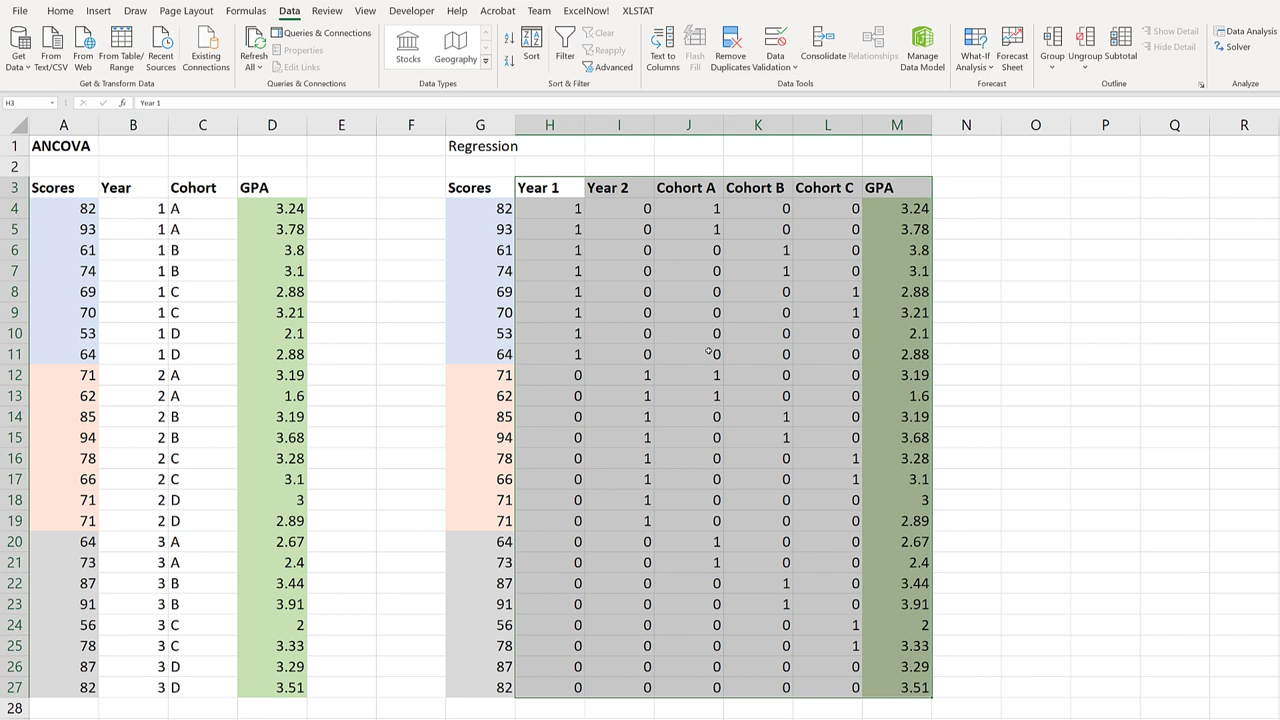 File Home Insert Draw Page Layout Formulas Data Review View Developer Help Acrobat Team ExcelNow! XLSTAT
Get Data From Text/CSV From Web From Table/ Range Recent Sources Existing Connections Refresh All Queries & Connections Properties Edit Links Stocks Geography Sort Filter Clear Reapply Advanced Text to Columns Flash Fill Remove Duplicates Data Validation Consolidate Relationships Manage Data Model What-If Analysis Forecast Sheet Group Ungroup Subtotal Show Detail Hide Detail Data Analysis Solver
Get & Transform Data Queries & Connections Data Types Sort & Filter Data Tools Forecast Outline Analyze
H3 fx Year 1
A B C D E F G H I J K L M N O P Q R
1 ANCOVA Regression
2
3 Scores Year Cohort GPA Scores Year 1 Year 2 Cohort A Cohort B Cohort C GPA
4 82 1 A 3.24 82 1 0 1 0 0 3.24
5 93 1 A 3.78 93 1 0 1 0 0 3.78
6 61 1 B 3.8 61 1 0 0 1 0 3.8
7 74 1 B 3.1 74 1 0 0 1 0 3.1
8 69 1 C 2.88 69 1 0 0 0 1 2.88
9 70 1 C 3.21 70 1 0 0 0 1 3.21
10 53 1 D 2.1 53 1 0 0 0 0 2.1
11 64 1 D 2.88 64 1 0 0 0 0 2.88
12 71 2 A 3.19 71 0 1 1 0 0 3.19
13 62 2 A 1.6 62 0 1 1 0 0 1.6
14 85 2 B 3.19 85 0 1 0 1 0 3.19
15 94 2 B 3.68 94 0 1 0 1 0 3.68
16 78 2 C 3.28 78 0 1 0 0 1 3.28
17 66 2 C 3.1 66 0 1 0 0 1 3.1
18 71 2 D 3 71 0 1 0 0 0 3
19 71 2 D 2.89 71 0 1 0 0 0 2.89
20 64 3 A 2.67 64 0 0 1 0 0 2.67
21 73 3 A 2.4 73 0 0 1 0 0 2.4
22 87 3 B 3.44 87 0 0 0 1 0 3.44
23 91 3 B 3.91 91 0 0 0 1 0 3.91
24 56 3 C 2 56 0 0 0 0 1 2
25 78 3 C 3.33 78 0 0 0 0 1 3.33
26 87 3 D 3.29 87 0 0 0 0 0 3.29
27 82 3 D 3.51 82 0 0 0 0 0 3.51
28